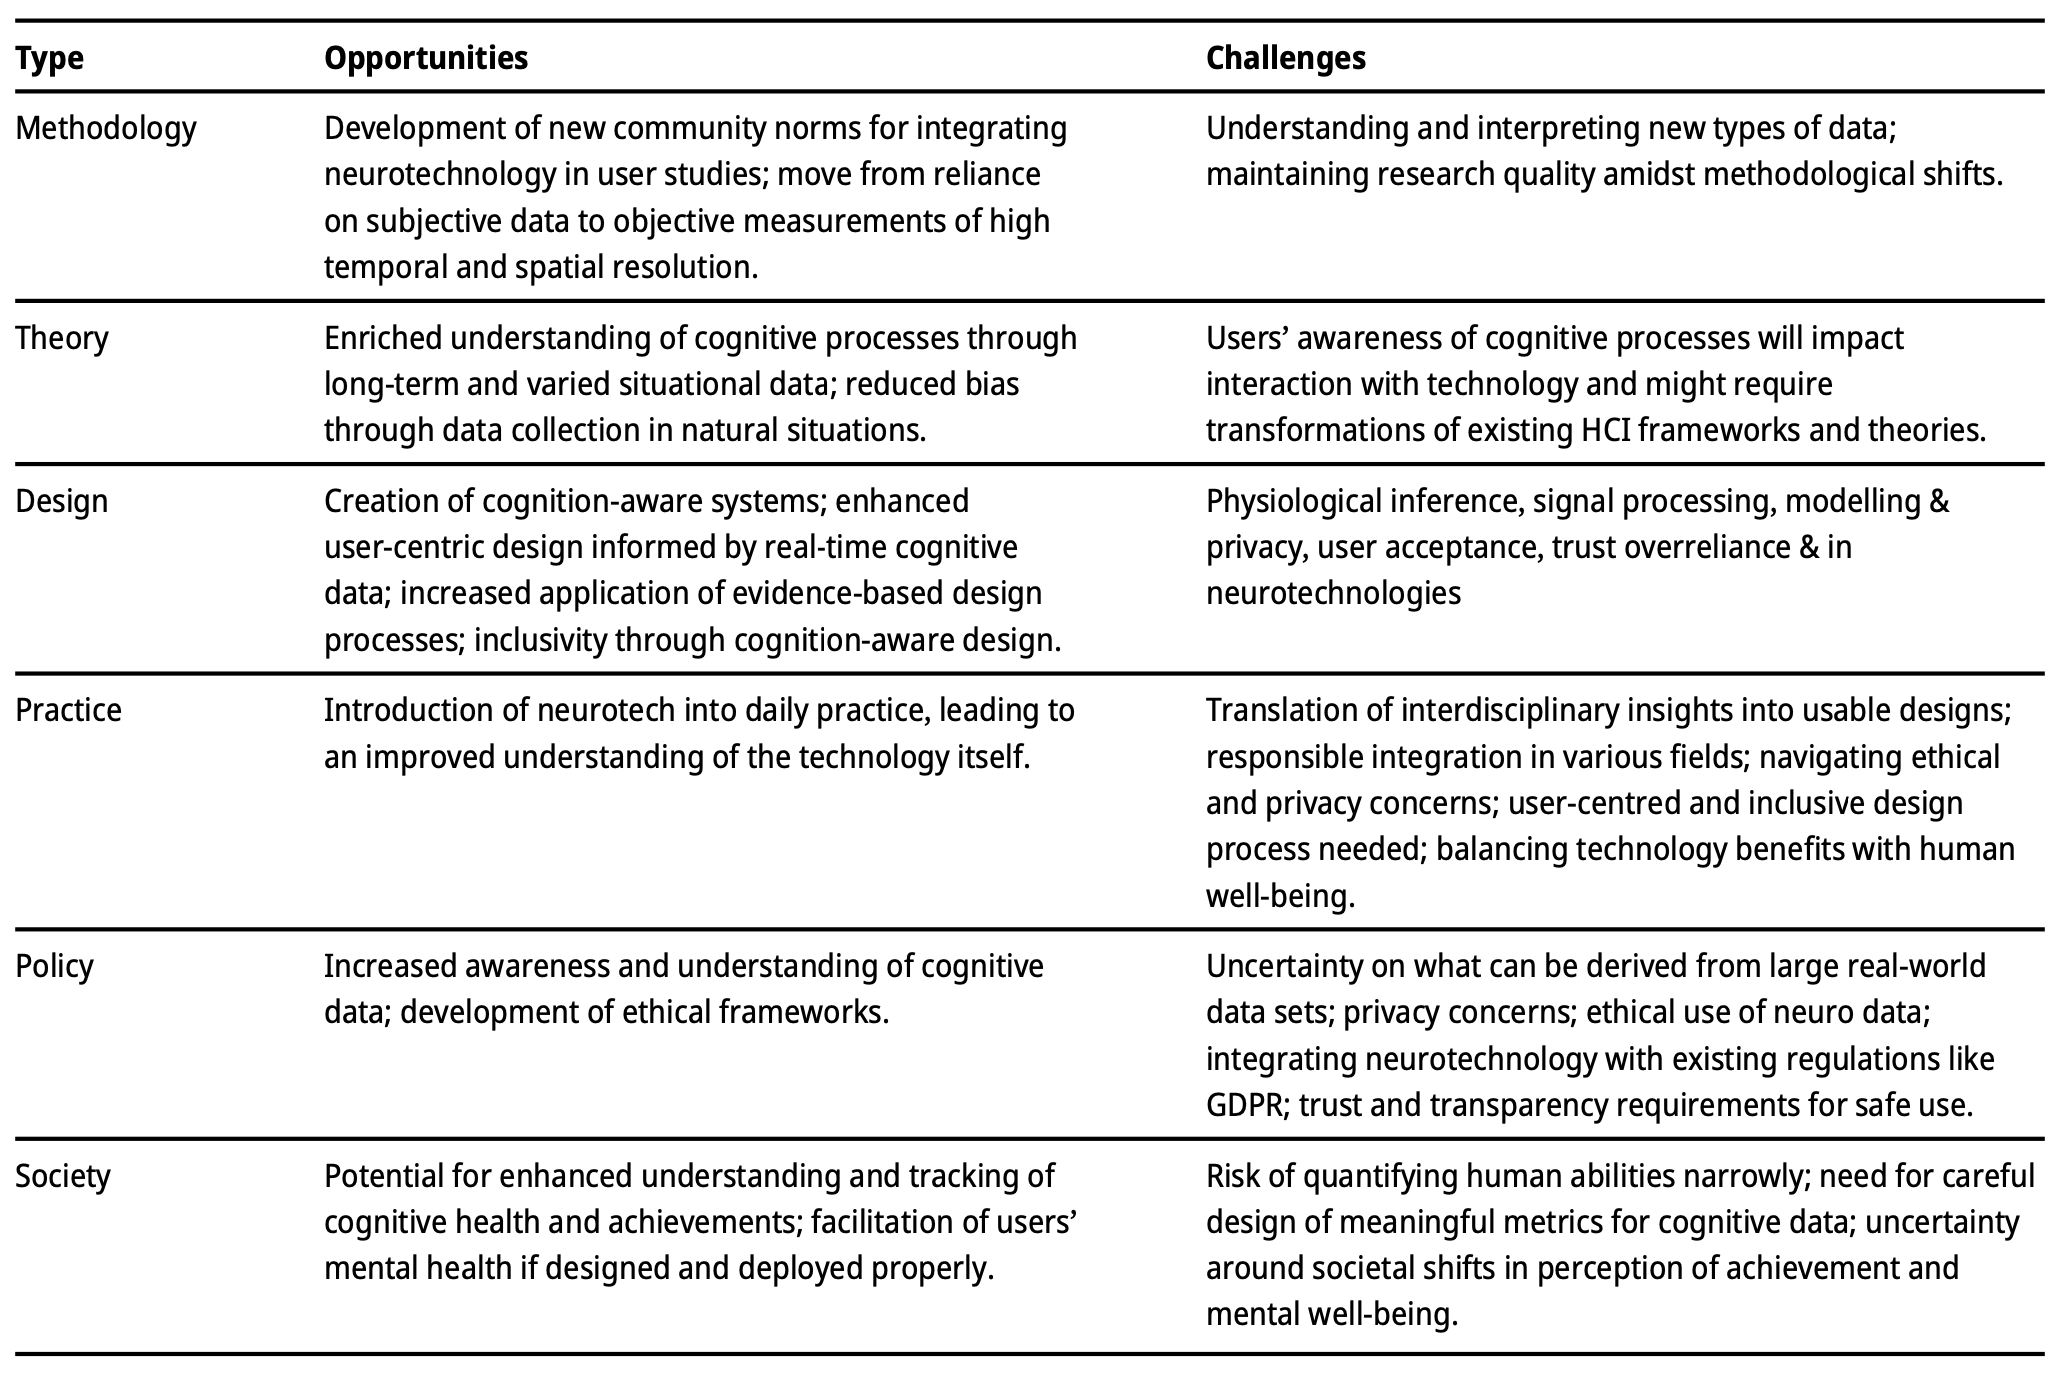 Type Opportunities Challenges
Methodology Development of new community norms for integrating Understanding and interpreting new types of data;
neurotechnology in user studies; move from reliance maintaining research quality amidst methodological shifts.
on subjective data to objective measurements of high
temporal and spatial resolution.
Theory Enriched understanding of cognitive processes through Users’ awareness of cognitive processes will impact
long-term and varied situational data; reduced bias interaction with technology and might require
through data collection in natural situations. transformations of existing HCI frameworks and theories.
Design Creation of cognition-aware systems; enhanced Physiological inference, signal processing, modelling &
user-centric design informed by real-time cognitive privacy, user acceptance, trust overreliance & in
data; increased application of evidence-based design neurotechnologies
processes; inclusivity through cognition-aware design.
Practice Introduction of neurotech into daily practice, leading to Translation of interdisciplinary insights into usable designs;
an improved understanding of the technology itself. responsible integration in various fields; navigating ethical
and privacy concerns; user-centred and inclusive design
process needed; balancing technology benefits with human
well-being.
Policy Increased awareness and understanding of cognitive Uncertainty on what can be derived from large real-world
data; development of ethical frameworks. data sets; privacy concerns; ethical use of neuro data;
integrating neurotechnology with existing regulations like
GDPR; trust and transparency requirements for safe use.
Society Potential for enhanced understanding and tracking of Risk of quantifying human abilities narrowly; need for careful
cognitive health and achievements; facilitation of users’ design of meaningful metrics for cognitive data; uncertainty
mental health if designed and deployed properly. around societal shifts in perception of achievement and
mental well-being.